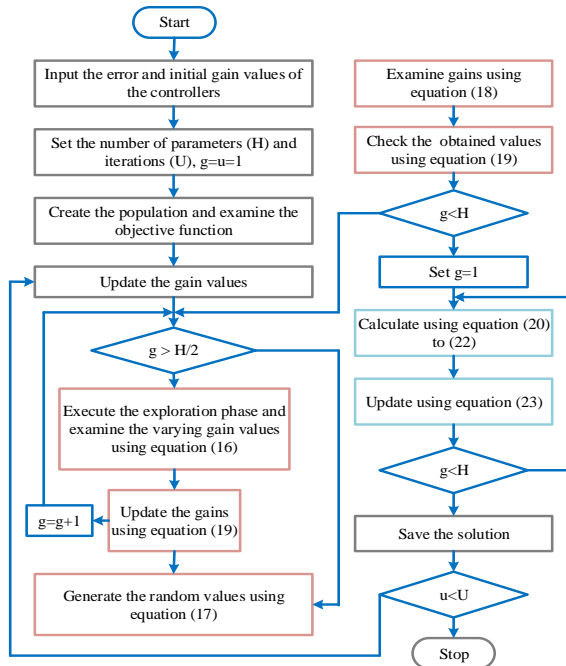 Start
Input the error and initial gain values of
the controllers
Set the number of parameters (H) and
iterations (U), g=u=1
Create the population and examine the
objective function
Update the gain values
g > H/2
Execute the exploration phase and
examine the varying gain values
using equation (16)
g=g+1
Update the gains
using equation (19)
Generate the random values using
equation (17)
Examine gains using
equation (18)
Check the obtained values
using equation (19)
g<H
Set g=1
Calculate using equation (20)
to (22)
Update using equation (23)
g<H
Save the solution
u<U
Stop